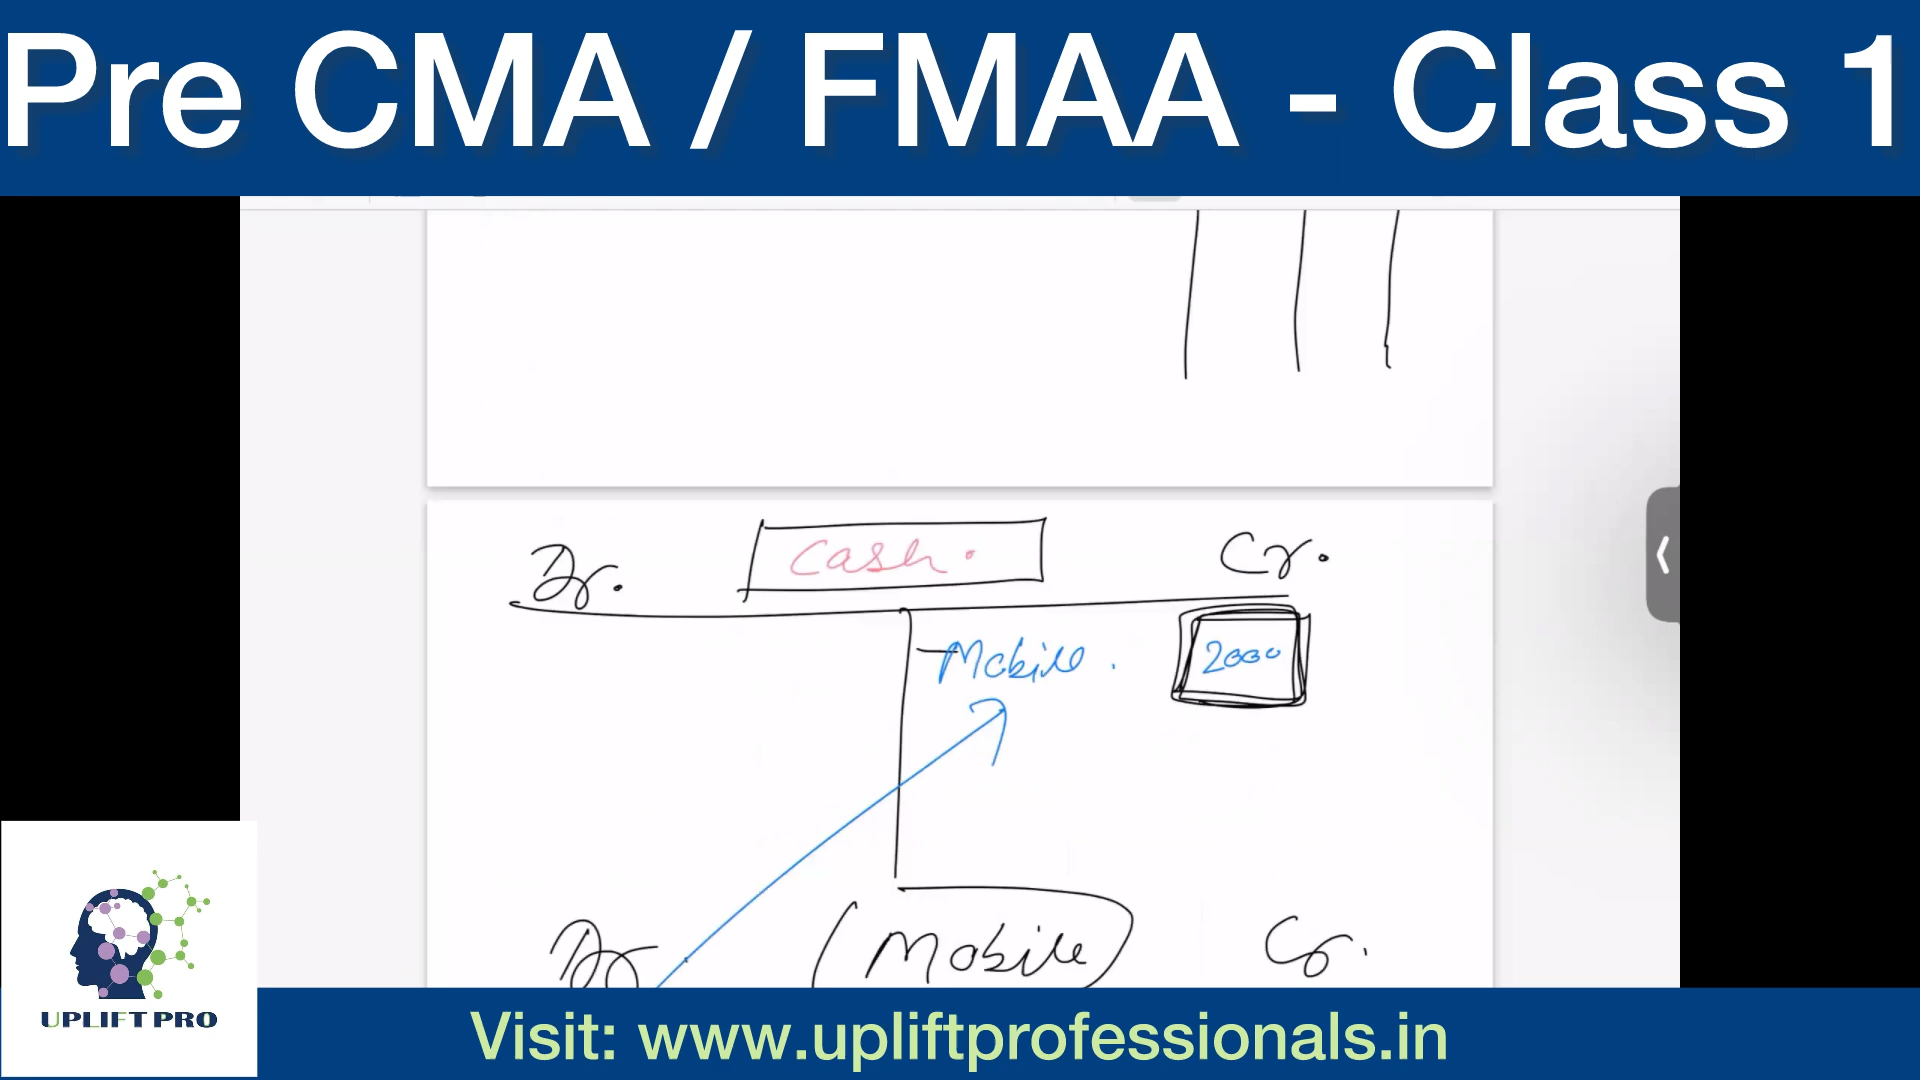 Pre CMA / FMAA - Class 1
Dr. Cash. Cr.
Mobile. 2000
Dr. (Mobile) Cr.
UPLIFT PRO
Visit: www.upliftprofessionals.in